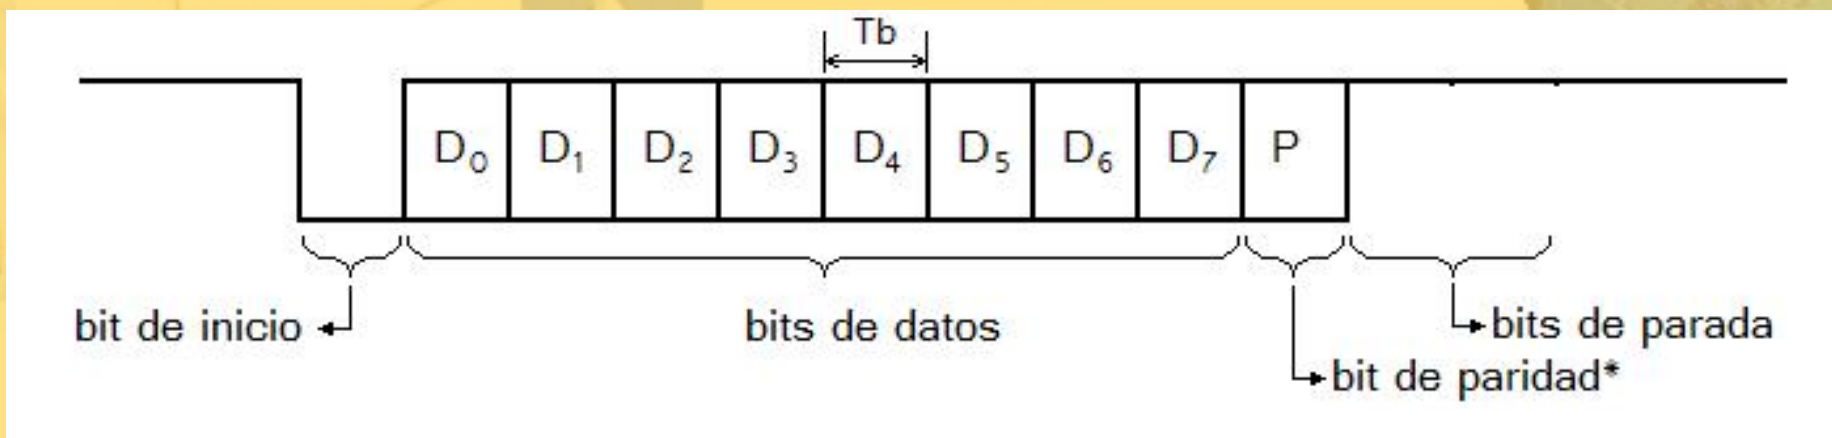 Tb
D₀ D₁ D₂ D₃ D₄ D₅ D₆ D₇ P
bit de inicio bits de datos bits de parada
bit de paridad*